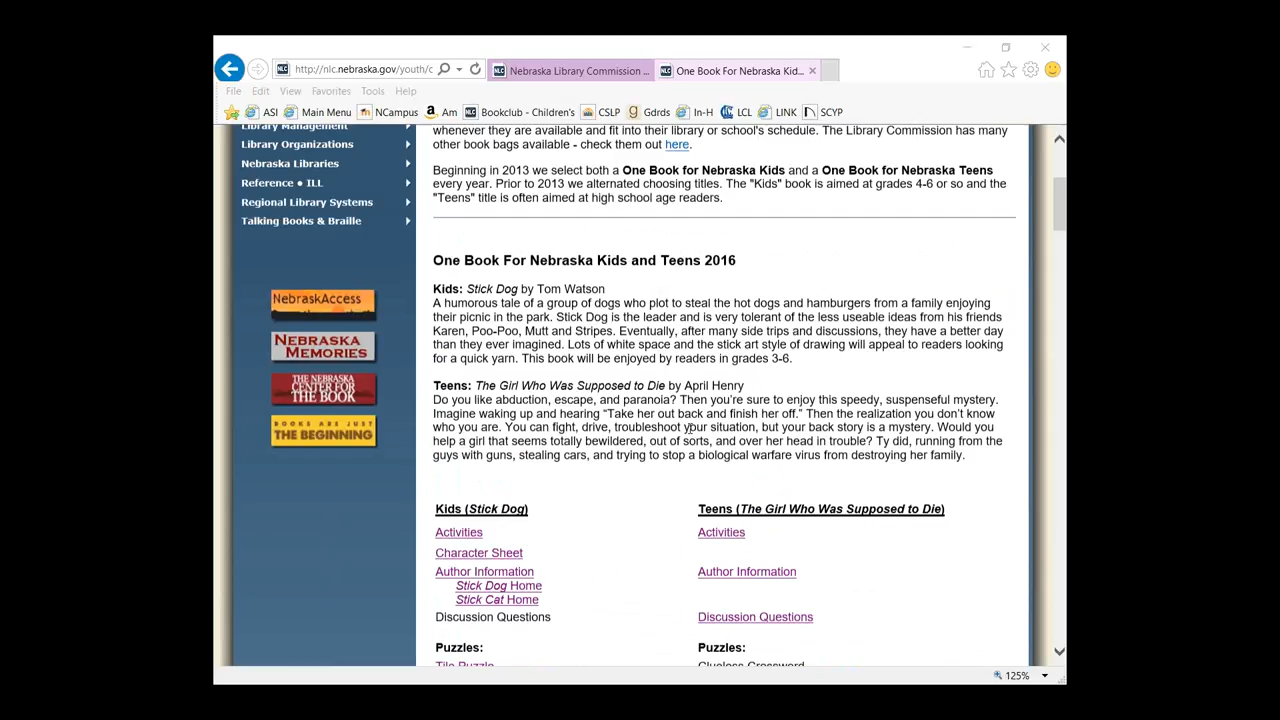 http://nlc.nebraska.gov/youth/c
NLC Nebraska Library Commission ...
NLC One Book For Nebraska Kid...
File Edit View Favorites Tools Help
ASI Main Menu NCampus Am Bookclub - Children's CSLP Gdrds In-H LCL LINK SCYP
Library Management
Library Organizations
Nebraska Libraries
Reference • ILL
Regional Library Systems
Talking Books & Braille
NebraskAccess
NEBRASKA MEMORIES
THE NEBRASKA
CENTER FOR
THE BOOK
BOOKS ARE JUST
THE BEGINNING
whenever they are available and fit into their library or school's schedule. The Library Commission has many
other book bags available - check them out here.
Beginning in 2013 we select both a One Book for Nebraska Kids and a One Book for Nebraska Teens
every year. Prior to 2013 we alternated choosing titles. The "Kids" book is aimed at grades 4-6 or so and the
"Teens" title is often aimed at high school age readers.
One Book For Nebraska Kids and Teens 2016
Kids: Stick Dog by Tom Watson
A humorous tale of a group of dogs who plot to steal the hot dogs and hamburgers from a family enjoying
their picnic in the park. Stick Dog is the leader and is very tolerant of the less useable ideas from his friends
Karen, Poo-Poo, Mutt and Stripes. Eventually, after many side trips and discussions, they have a better day
than they ever imagined. Lots of white space and the stick art style of drawing will appeal to readers looking
for a quick yarn. This book will be enjoyed by readers in grades 3-6.
Teens: The Girl Who Was Supposed to Die by April Henry
Do you like abduction, escape, and paranoia? Then you're sure to enjoy this speedy, suspenseful mystery.
Imagine waking up and hearing “Take her out back and finish her off.” Then the realization you don’t know
who you are. You can fight, drive, troubleshoot your situation, but your back story is a mystery. Would you
help a girl that seems totally bewildered, out of sorts, and over her head in trouble? Ty did, running from the
guys with guns, stealing cars, and trying to stop a biological warfare virus from destroying her family.
Kids (Stick Dog)
Activities
Character Sheet
Author Information
Stick Dog Home
Stick Cat Home
Discussion Questions
Puzzles:
Tile Puzzle
Teens (The Girl Who Was Supposed to Die)
Activities
Author Information
Discussion Questions
Puzzles:
Clueless Crossword
125%